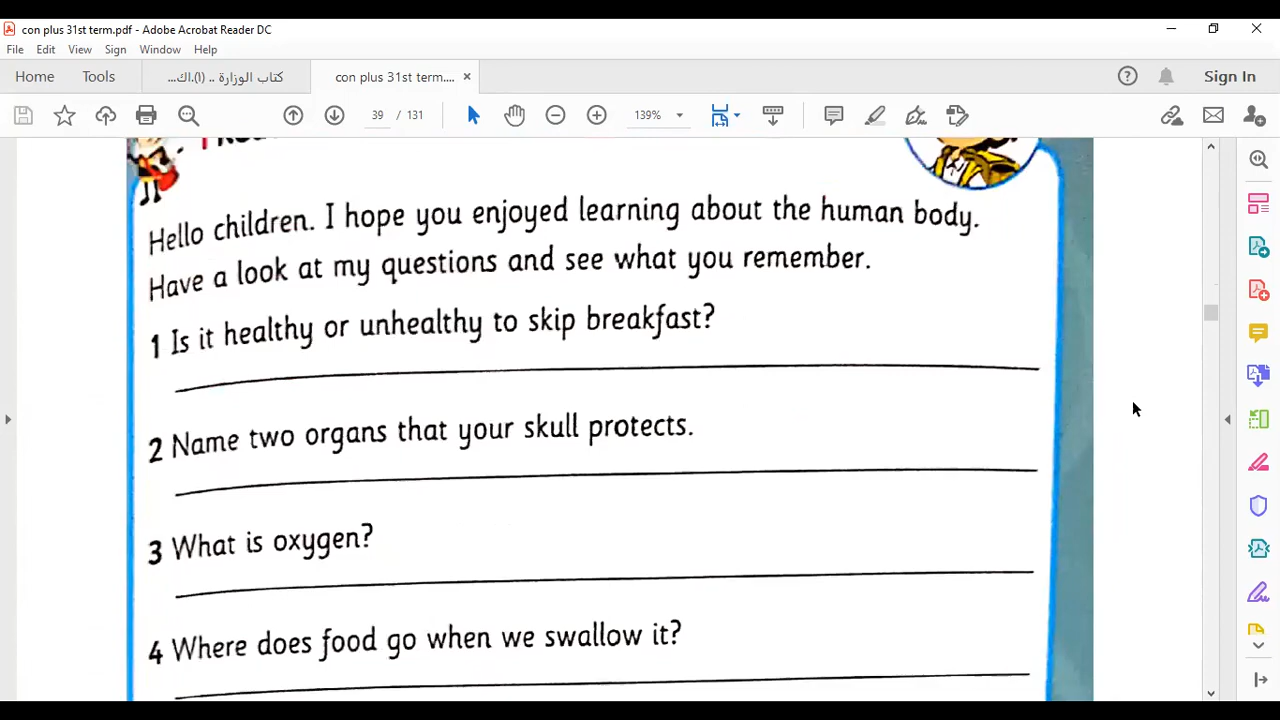 con plus 31st term.pdf - Adobe Acrobat Reader DC
File Edit View Sign Window Help
Home Tools كتاب الوزارة .. (١).اك... con plus 31st term.... × Sign In
39 / 131 139%
Hello children. I hope you enjoyed learning about the human body.
Have a look at my questions and see what you remember.
1 Is it healthy or unhealthy to skip breakfast?
2 Name two organs that your skull protects.
3 What is oxygen?
4 Where does food go when we swallow it?